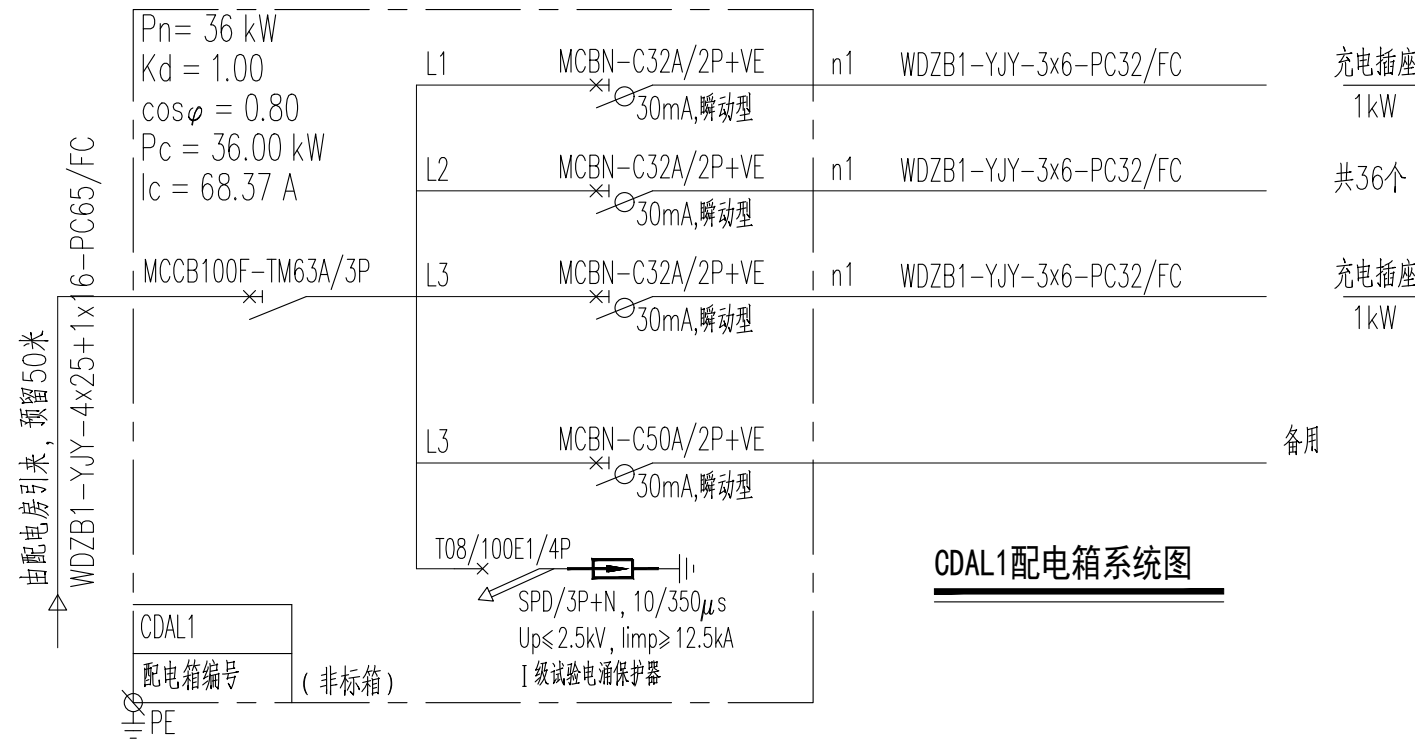 Pn= 36 kW
Kd = 1.00
cosφ = 0.80
Pc = 36.00 kW
Ic = 68.37 A
L1
MCBN-C32A/2P+VE
30mA,瞬动型
n1
WDZB1-YJY-3x6-PC32/FC
充电插座
1kW
L2
MCBN-C32A/2P+VE
30mA,瞬动型
n1
WDZB1-YJY-3x6-PC32/FC
共36个
MCCB100F-TM63A/3P
L3
MCBN-C32A/2P+VE
30mA,瞬动型
n1
WDZB1-YJY-3x6-PC32/FC
充电插座
1kW
由配电房引来, 预留50米
WDZB1-YJY-4x25+1x16-PC65/FC
L3
MCBN-C50A/2P+VE
30mA,瞬动型
备用
T08/100E1/4P
SPD/3P+N, 10/350μs
Up≤2.5kV, Iimp≥12.5kA
I级试验电涌保护器
CDAL1配电箱系统图
CDAL1
配电箱编号
(非标箱)
PE